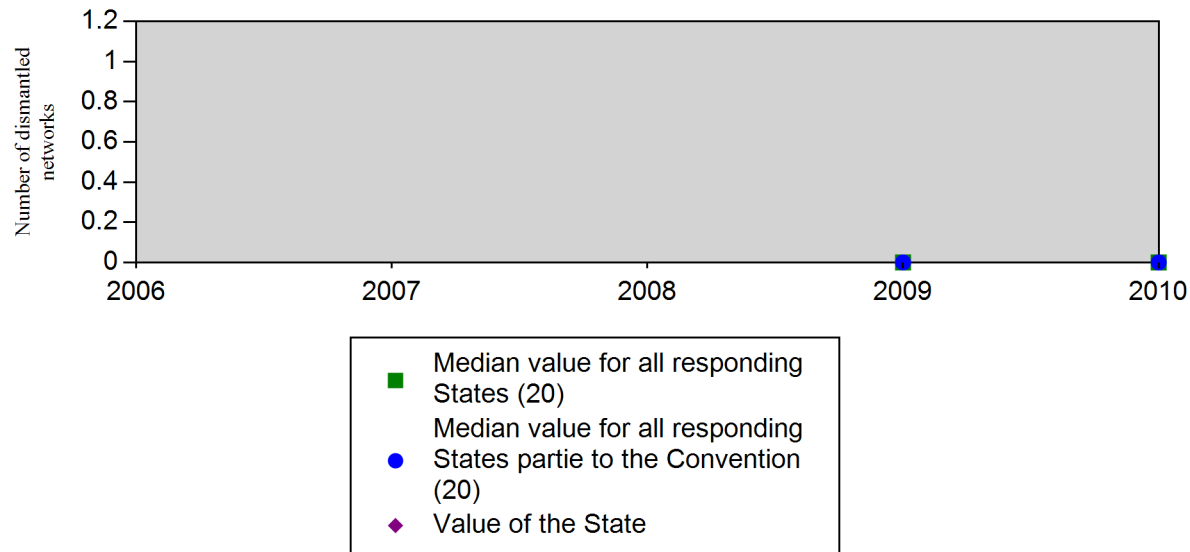 Number of dismantled
networks
1.2
1
0.8
0.6
0.4
0.2
0
2006 2007 2008 2009 2010
Median value for all responding
States (20)
Median value for all responding
States partie to the Convention
(20)
Value of the State